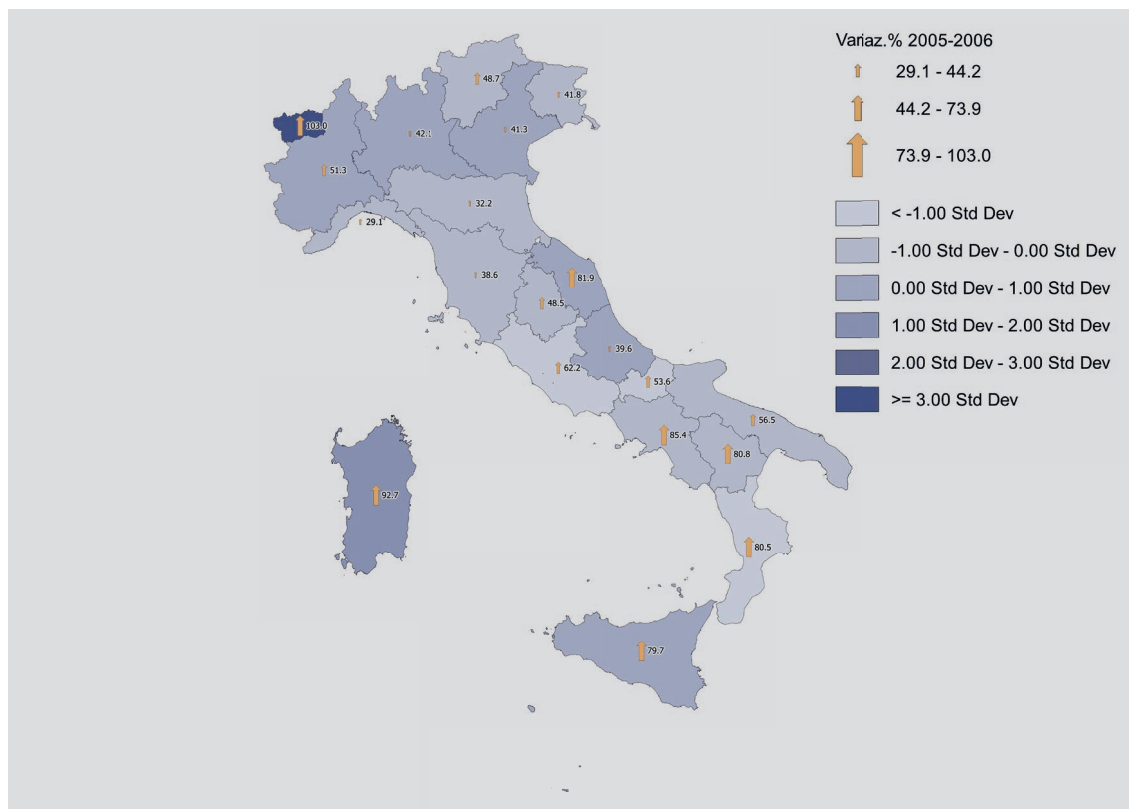 Variaz.% 2005-2006
29.1 - 44.2
44.2 - 73.9
73.9 - 103.0
< -1.00 Std Dev
-1.00 Std Dev - 0.00 Std Dev
0.00 Std Dev - 1.00 Std Dev
1.00 Std Dev - 2.00 Std Dev
2.00 Std Dev - 3.00 Std Dev
>= 3.00 Std Dev
48.7
41.8
103.0
42.1
41.3
51.3
32.2
29.1
38.6
81.9
48.5
39.6
62.2
53.6
56.5
85.4
80.8
92.7
80.5
79.7